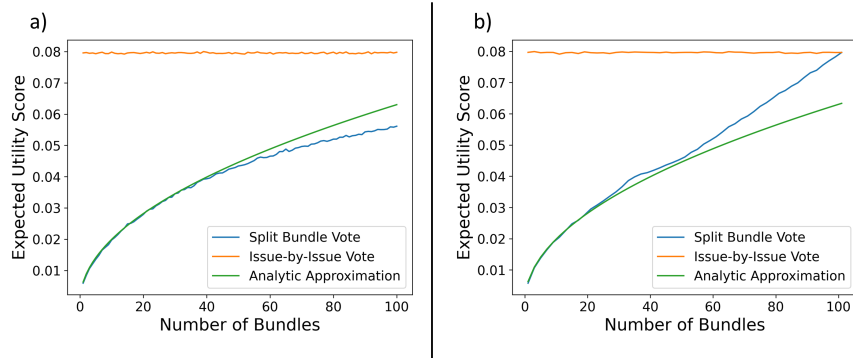 a)
Expected Utility Score
0.08
0.07
0.06
0.05
0.04
0.03
0.02
0.01
0 20 40 60 80 100
Number of Bundles
Split Bundle Vote
Issue-by-Issue Vote
Analytic Approximation
b)
Expected Utility Score
0.08
0.07
0.06
0.05
0.04
0.03
0.02
0.01
0 20 40 60 80 100
Number of Bundles
Split Bundle Vote
Issue-by-Issue Vote
Analytic Approximation